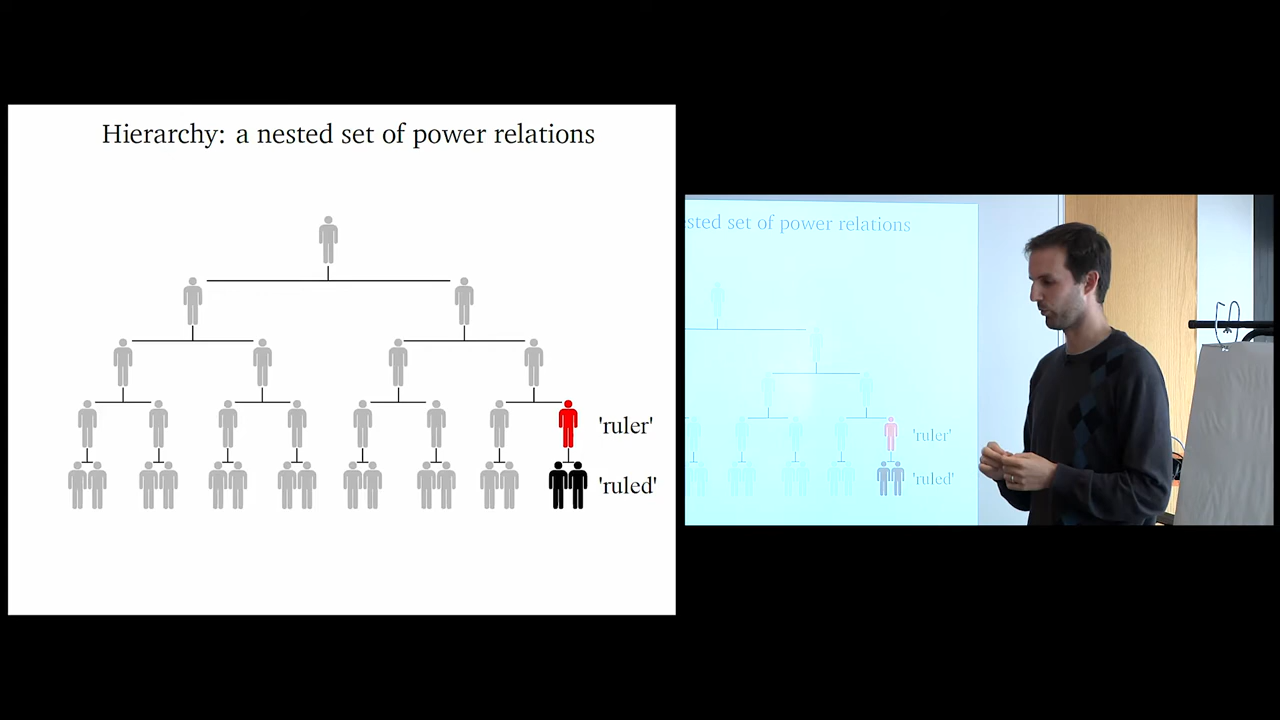 Hierarchy: a nested set of power relations
'ruler'
'ruled'
sted set of power relations
'ruler'
'ruled'